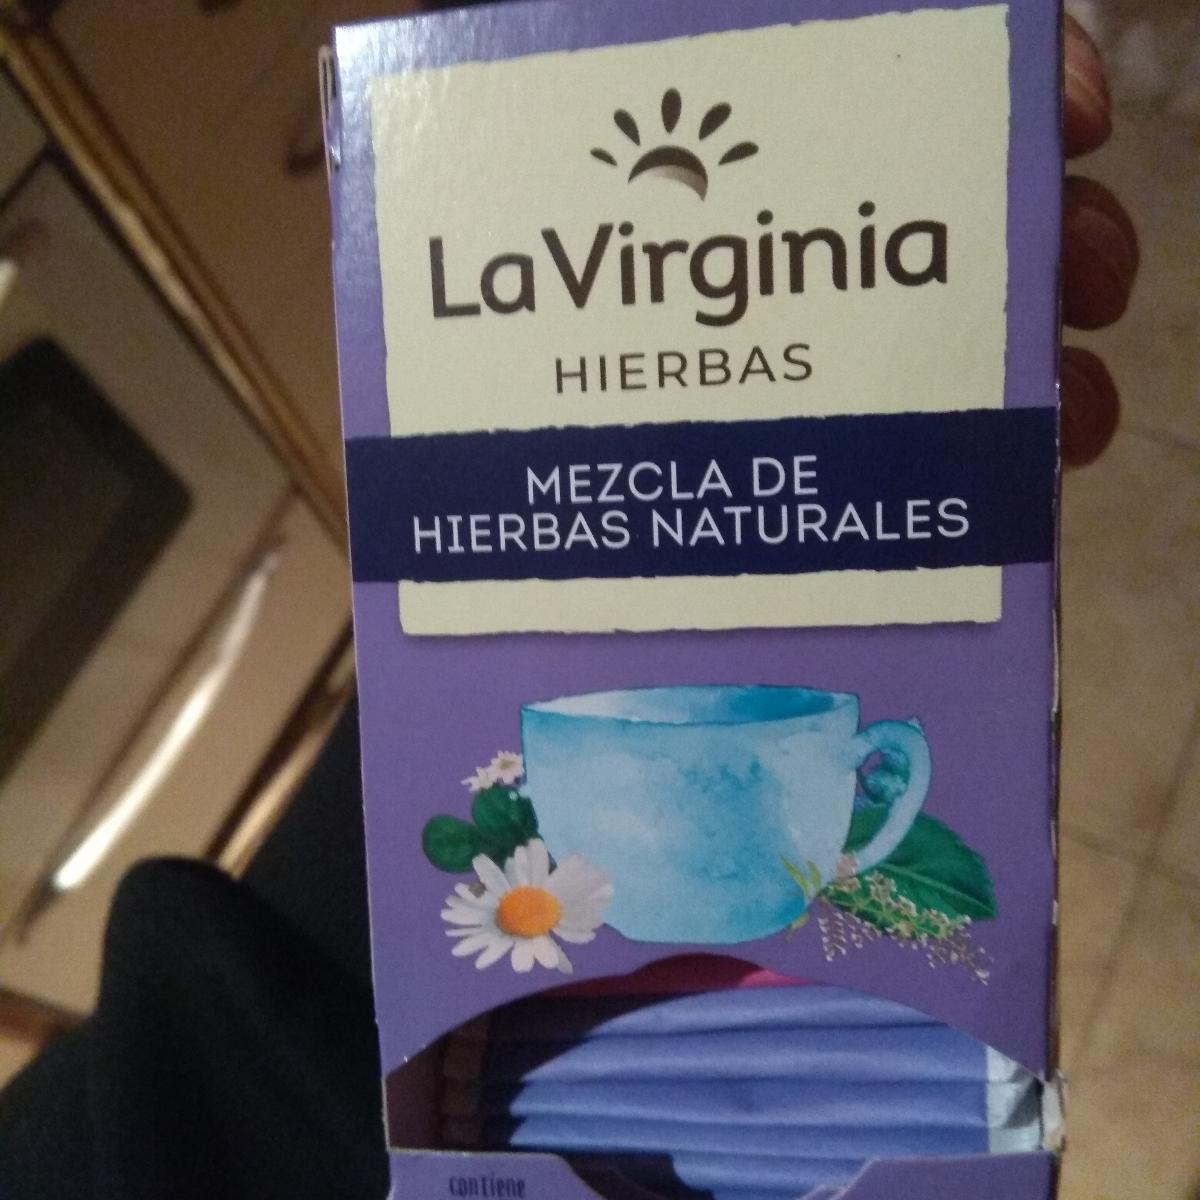 LaVirginia
HIERBAS
MEZCLA DE
HIERBAS NATURALES
contiene